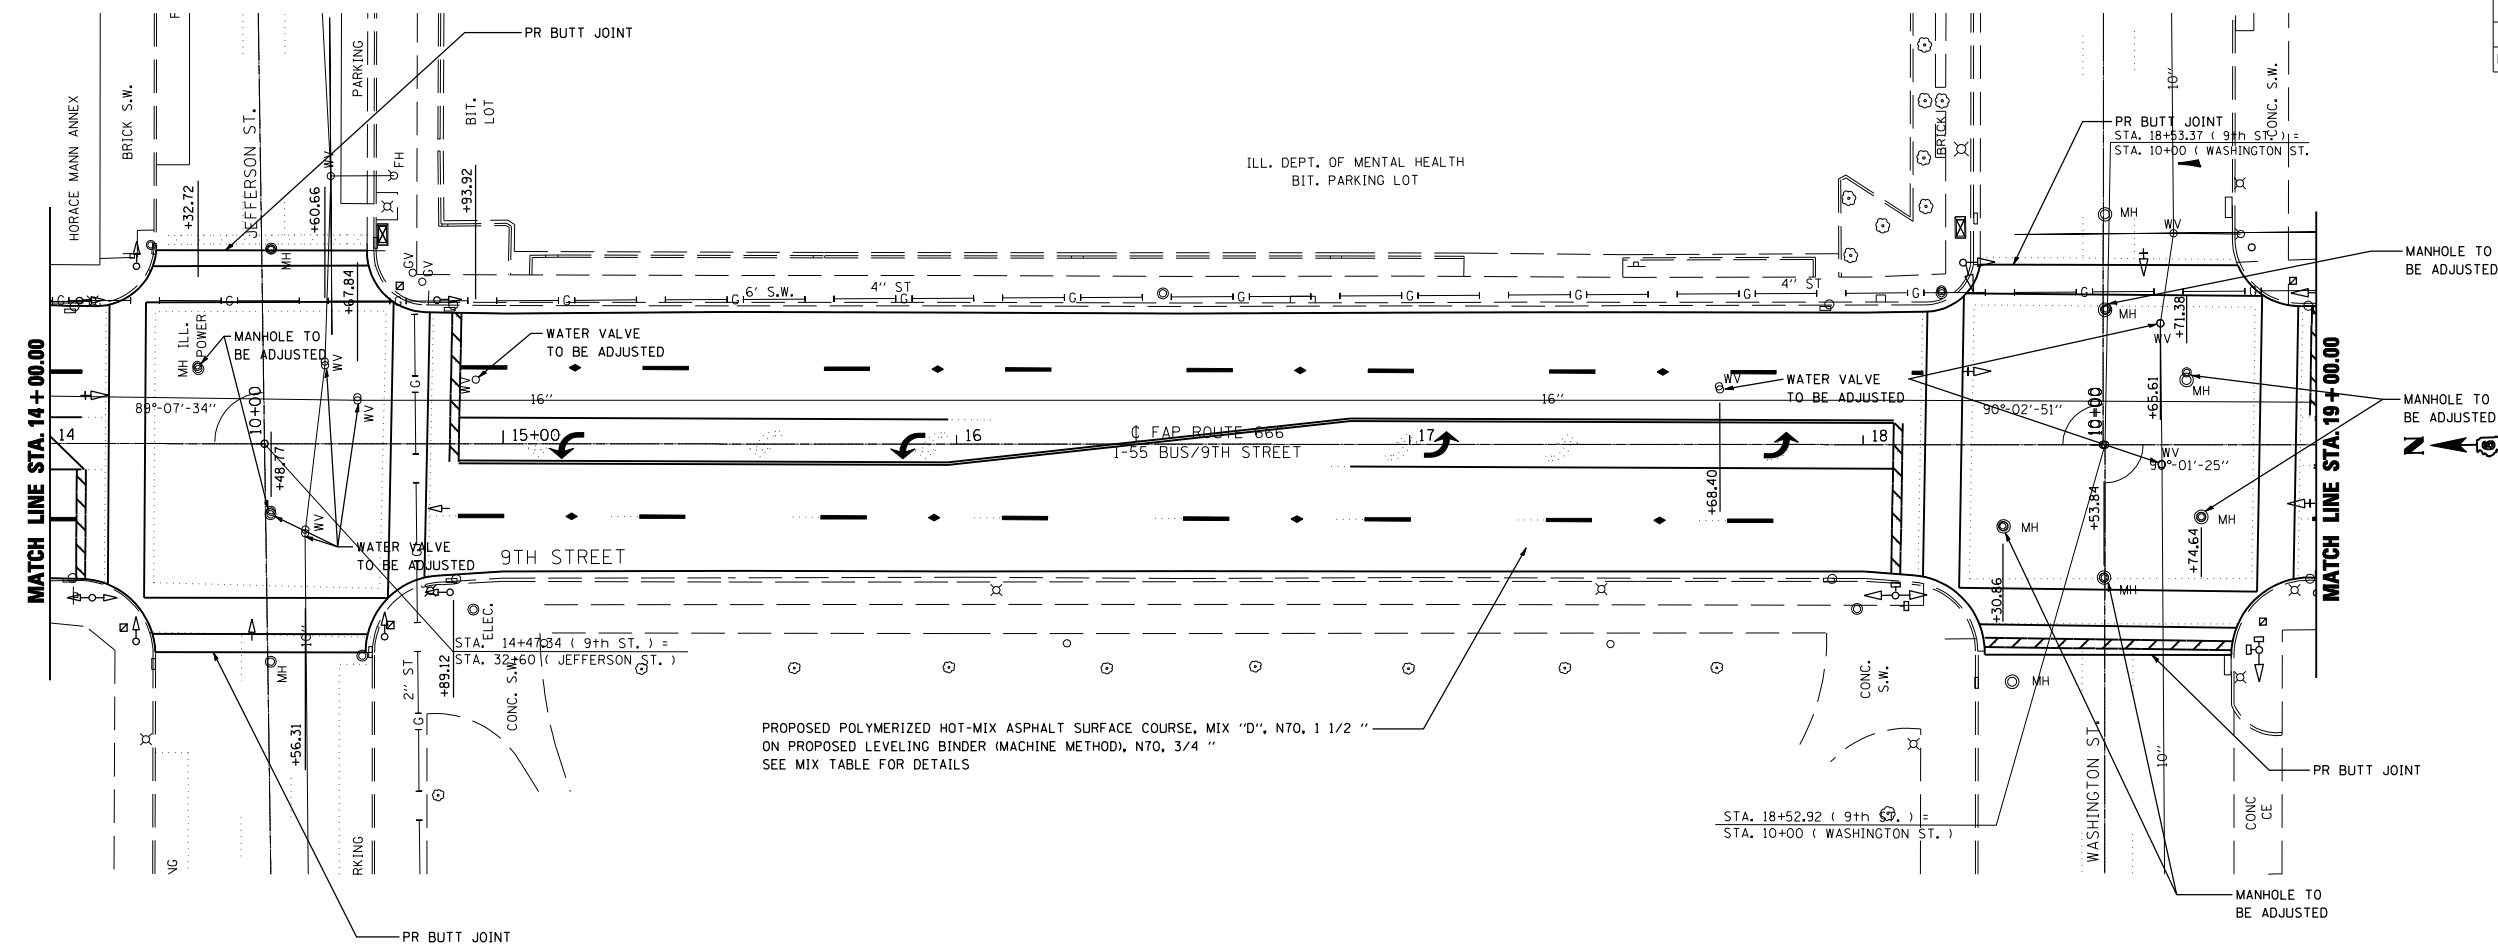 PR BUTT JOINT
HORACE MANN ANNEX
BRICK S.W.
JEFFERSON ST.
PARKING
BIT.
LOT
+32.72
+60.66
+67.84
+93.92
WV
FH
MH
GV
GV
ILL. DEPT. OF MENTAL HEALTH
BIT. PARKING LOT
BRICK
10"
CONC. S.W.
PR BUTT JOINT
STA. 18+53.37 ( 9th ST. ) =
STA. 10+00 ( WASHINGTON ST.
MH
WV
MANHOLE TO
BE ADJUSTED
6' S.W.
4" ST
4" ST
G G G G G G G G G G G G
MH ILL.
POWER
MANHOLE TO
BE ADJUSTED
WV
WV
WATER VALVE
TO BE ADJUSTED
WV
16"
16"
WV
WATER VALVE
TO BE ADJUSTED
MH
+71.38
WV
MH
+65.61
MANHOLE TO
BE ADJUSTED
N
MATCH LINE STA. 14+00.00
MATCH LINE STA. 19+00.00
89°-07'-34"
10+00
+48.77
14
15+00
16
17
18
℄ FAP ROUTE 666
I-55 BUS/9TH STREET
+68.40
90°-02'-51"
10+00
90°-01'-25"
WV
+53.84
MH
MH
+74.64
MH
+30.86
WV
WATER VALVE
TO BE ADJUSTED
9TH STREET
10"
MH
ELEC.
STA. 14+47.34 ( 9th ST. ) =
STA. 32+60 ( JEFFERSON ST. )
2" ST
+89.12
CONC. S.W.
+56.31
G
PROPOSED POLYMERIZED HOT-MIX ASPHALT SURFACE COURSE, MIX "D", N70, 1 1/2 "
ON PROPOSED LEVELING BINDER (MACHINE METHOD), N70, 3/4 "
SEE MIX TABLE FOR DETAILS
CONC.
S.W.
MH
WASHINGTON ST.
10"
PR BUTT JOINT
STA. 18+52.92 ( 9th ST. ) =
STA. 10+00 ( WASHINGTON ST. )
CONC
CE
NG
RKING
MANHOLE TO
BE ADJUSTED
PR BUTT JOINT